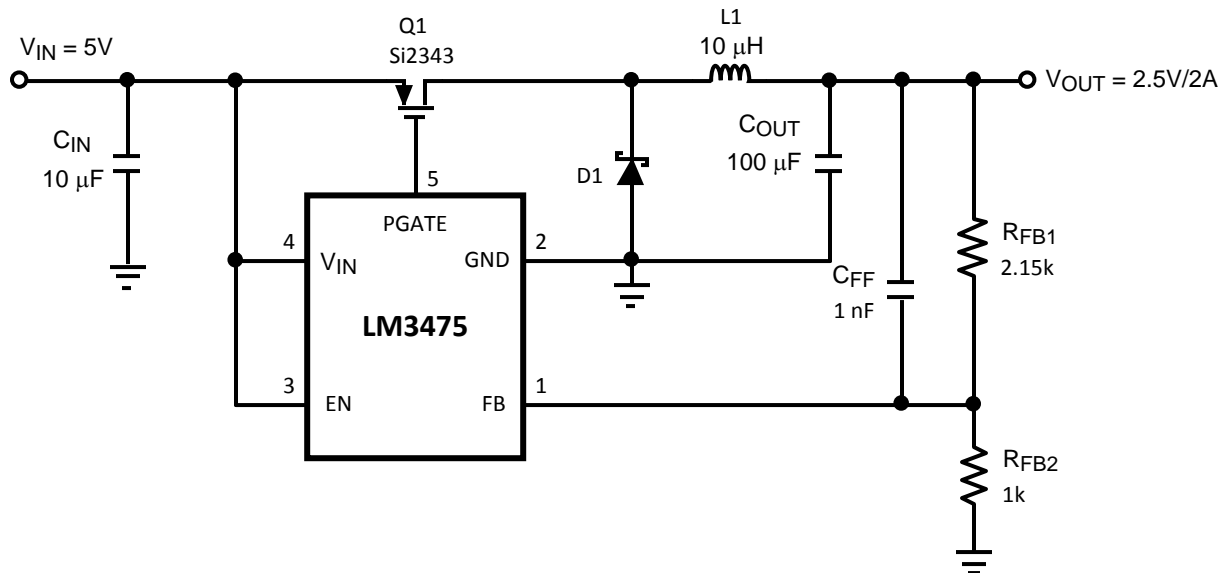 V_IN = 5V
Q1
Si2343
L1
10 μH
V_OUT = 2.5V/2A
C_IN
10 μF
C_OUT
100 μF
D1
5
PGATE
4
V_IN
GND
2
LM3475
3
EN
FB
1
C_FF
1 nF
R_FB1
2.15k
R_FB2
1k